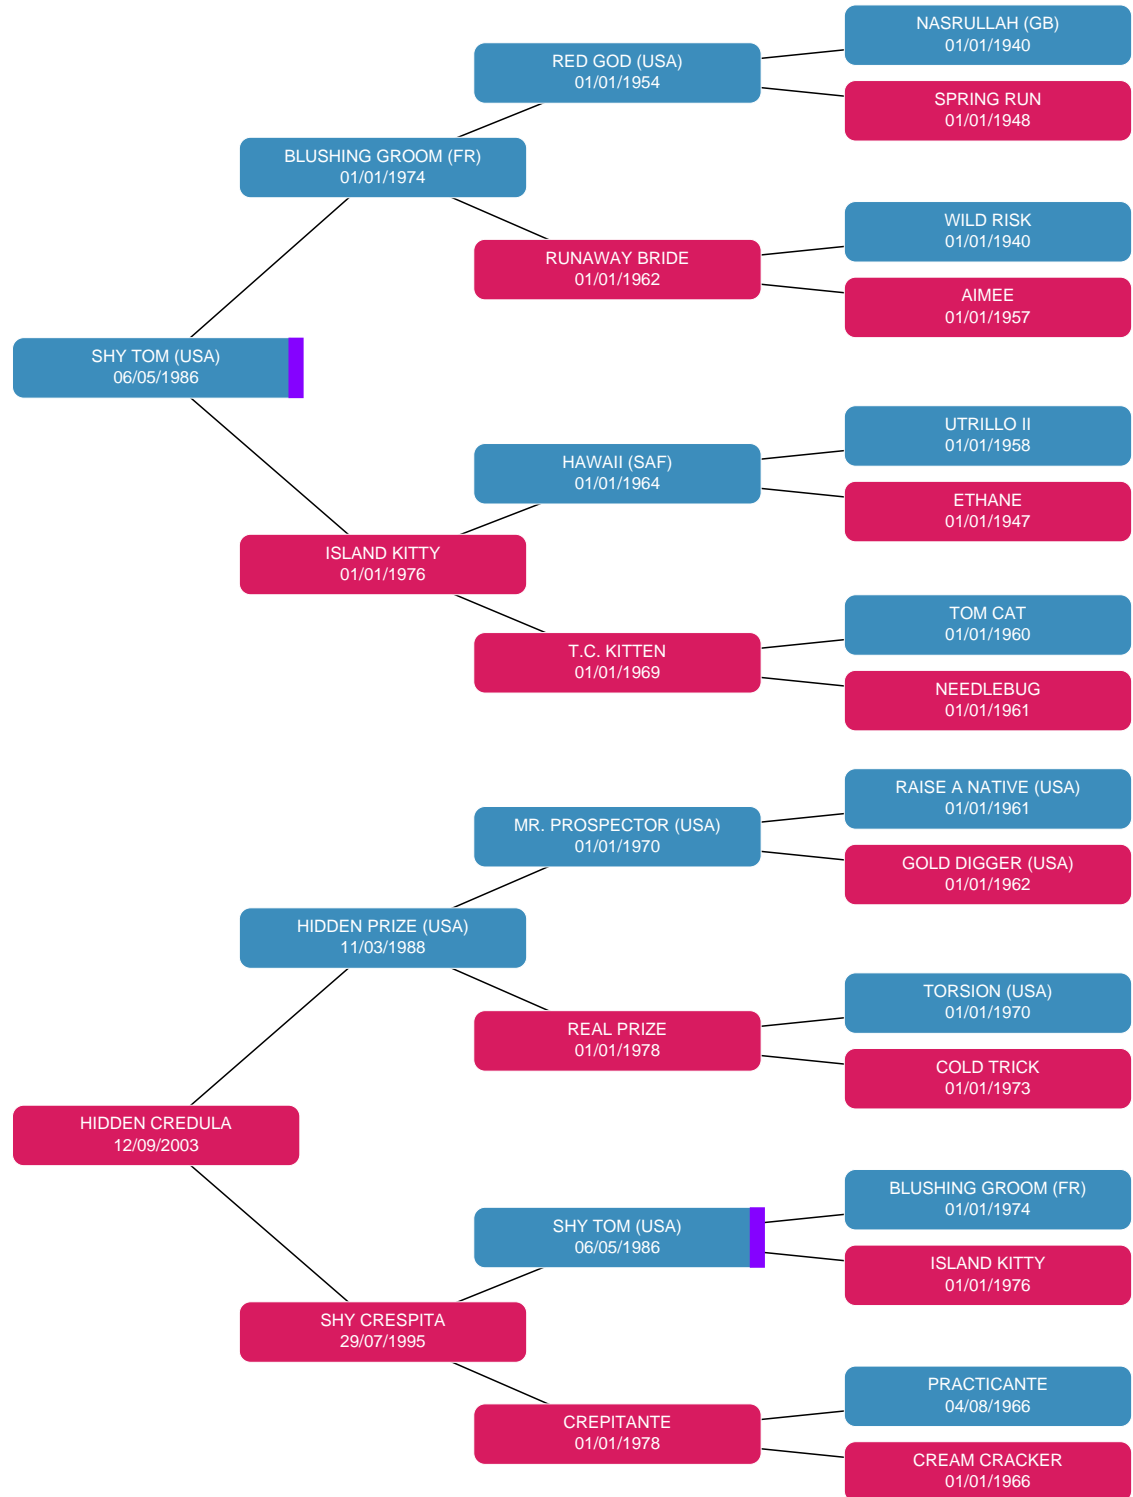 NASRULLAH (GB)
01/01/1940
RED GOD (USA)
01/01/1954
SPRING RUN
01/01/1948
BLUSHING GROOM (FR)
01/01/1974
WILD RISK
01/01/1940
RUNAWAY BRIDE
01/01/1962
AIMEE
01/01/1957
SHY TOM (USA)
06/05/1986
UTRILLO II
01/01/1958
HAWAII (SAF)
01/01/1964
ETHANE
01/01/1947
ISLAND KITTY
01/01/1976
TOM CAT
01/01/1960
T.C. KITTEN
01/01/1969
NEEDLEBUG
01/01/1961
RAISE A NATIVE (USA)
01/01/1961
MR. PROSPECTOR (USA)
01/01/1970
GOLD DIGGER (USA)
01/01/1962
HIDDEN PRIZE (USA)
11/03/1988
TORSION (USA)
01/01/1970
REAL PRIZE
01/01/1978
COLD TRICK
01/01/1973
HIDDEN CREDULA
12/09/2003
BLUSHING GROOM (FR)
01/01/1974
SHY TOM (USA)
06/05/1986
ISLAND KITTY
01/01/1976
SHY CRESPITA
29/07/1995
PRACTICANTE
04/08/1966
CREPITANTE
01/01/1978
CREAM CRACKER
01/01/1966